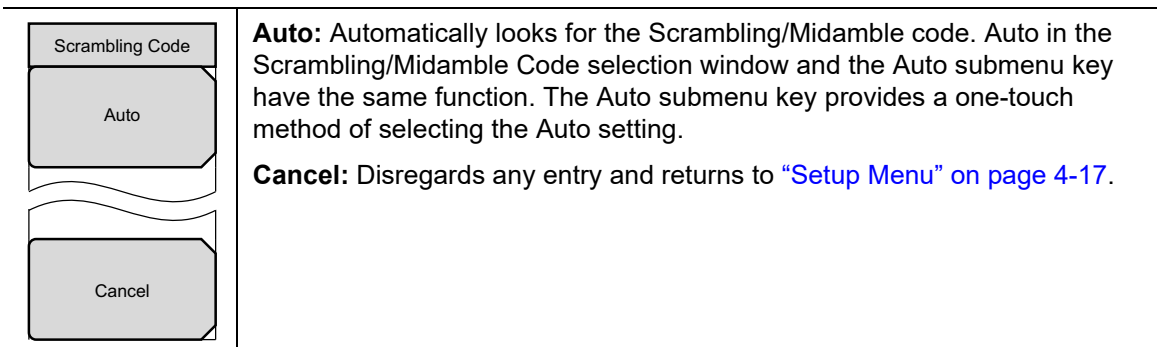 Scrambling Code
Auto
Cancel
Auto: Automatically looks for the Scrambling/Midamble code. Auto in the
Scrambling/Midamble Code selection window and the Auto submenu key
have the same function. The Auto submenu key provides a one-touch
method of selecting the Auto setting.
Cancel: Disregards any entry and returns to “Setup Menu” on page 4-17.